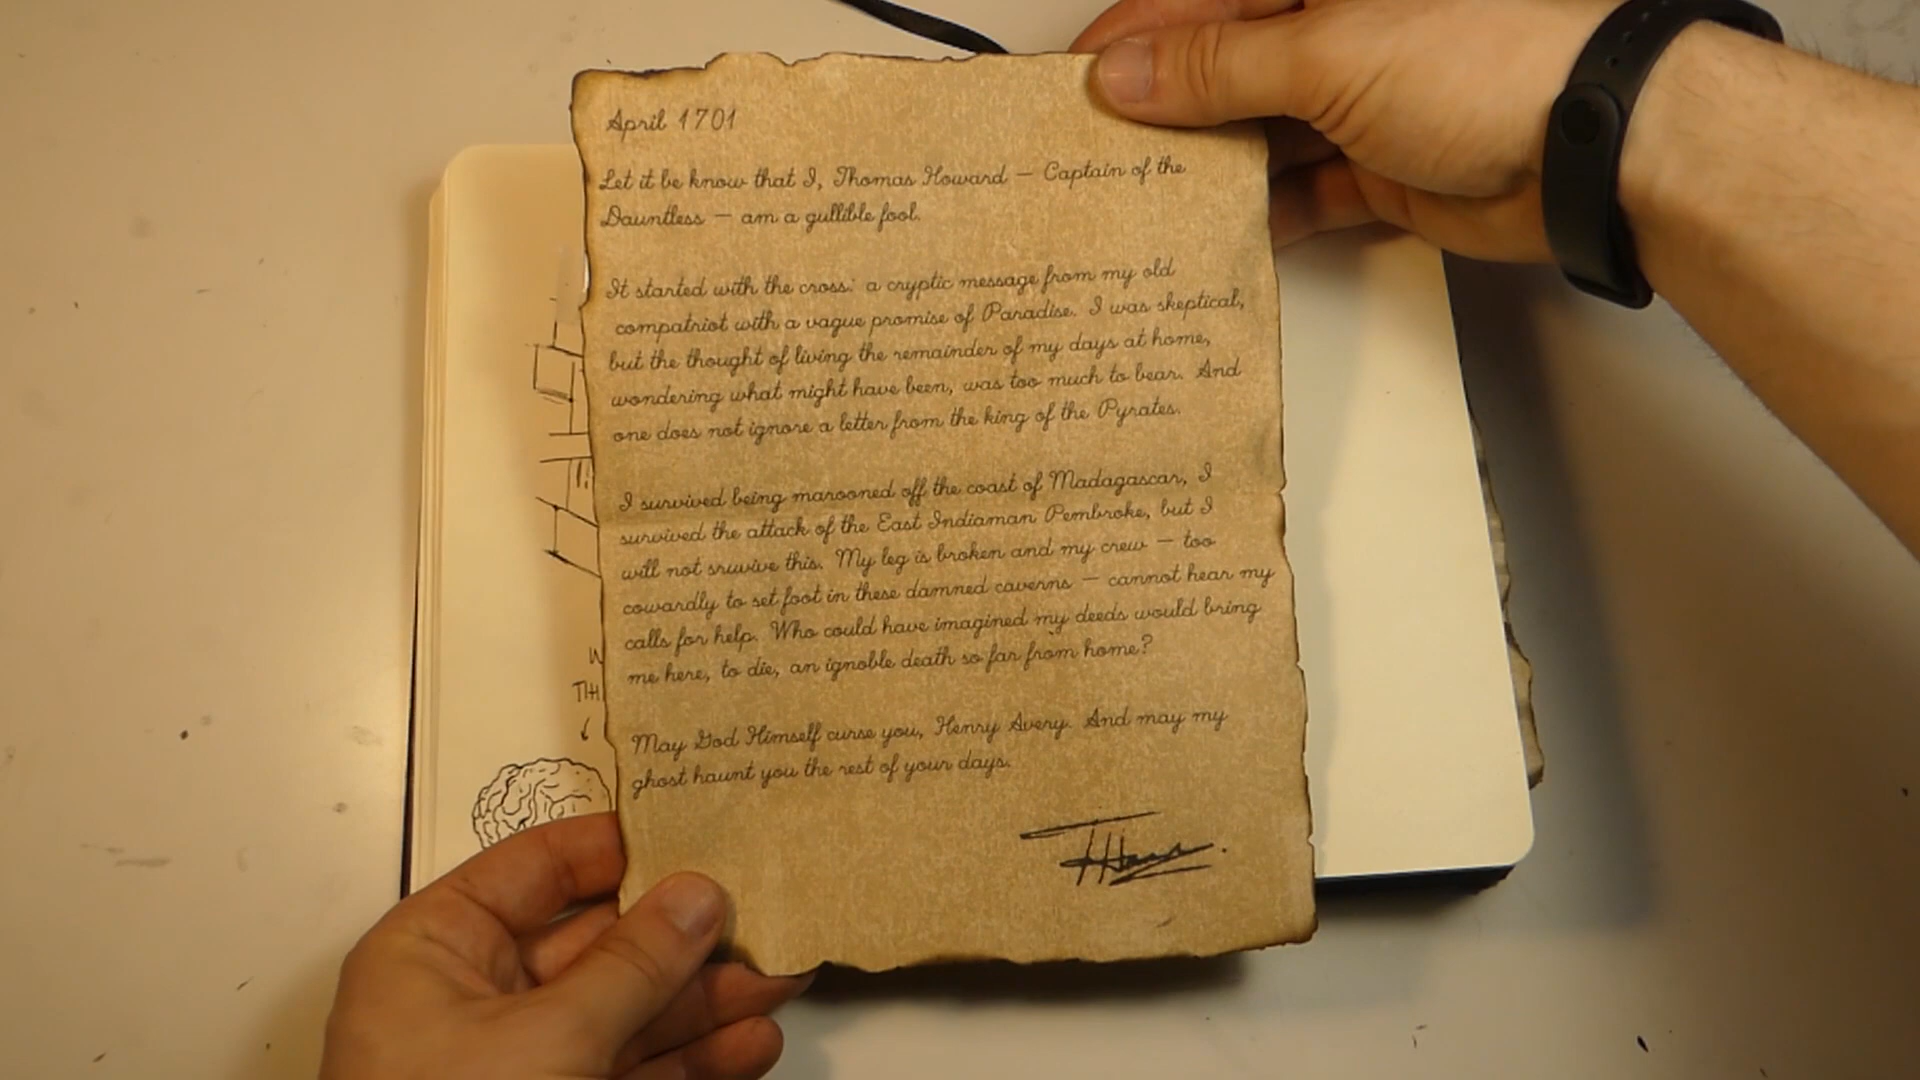 April 1701
Let it be know that I, Thomas Howard — Captain of the
Dauntless — am a gullible fool.
It started with the cross: a cryptic message from my old
compatriot with a vague promise of Paradise. I was skeptical,
but the thought of living the remainder of my days at home,
wondering what might have been, was too much to bear. And
one does not ignore a letter from the king of the Pyrates.
I survived being marooned off the coast of Madagascar, I
survived the attack of the East Indiaman Pembroke, but I
will not sruvive this. My leg is broken and my crew — too
cowardly to set foot in these damned caverns — cannot hear my
calls for help. Who could have imagined my deeds would bring
me here, to die, an ignoble death so far from home?
May God Himself curse you, Henry Avery. And may my
ghost haunt you the rest of your days.